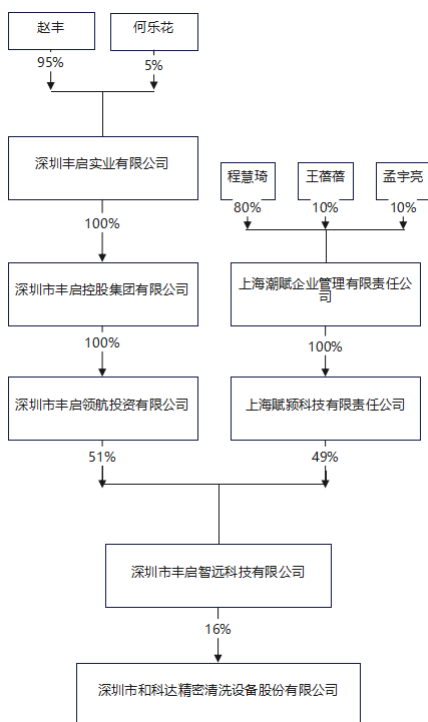 赵丰
何乐花
95%
5%
深圳丰启实业有限公司
程慧琦
王蓓蓓
孟宇亮
80%
10%
10%
100%
深圳市丰启控股集团有限公司
上海潮赋企业管理有限责任公
司
100%
100%
深圳市丰启领航投资有限公司
上海赋颍科技有限责任公司
51%
49%
深圳市丰启智远科技有限公司
16%
深圳市和科达精密清洗设备股份有限公司